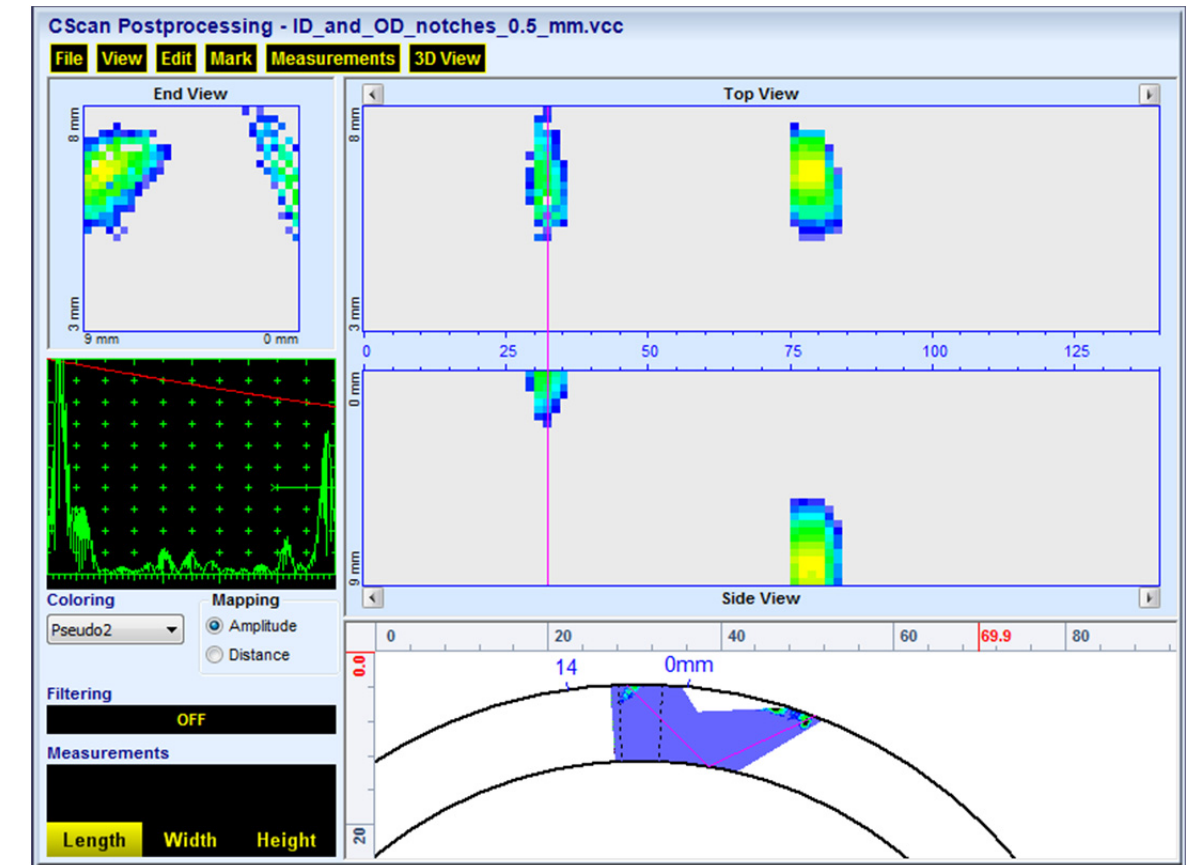 CScan Postprocessing - ID_and_OD_notches_0.5_mm.vcc
File View Edit Mark Measurements 3D View
End View
8 mm
3 mm
9 mm 0 mm
Top View
8 mm
3 mm
0 25 50 75 100 125
0 mm
9 mm
Side View
Coloring
Pseudo2
Mapping
Amplitude
Distance
Filtering
OFF
Measurements
Length Width Height
0 20 40 60 69.9 80
0.0
14 0mm
20